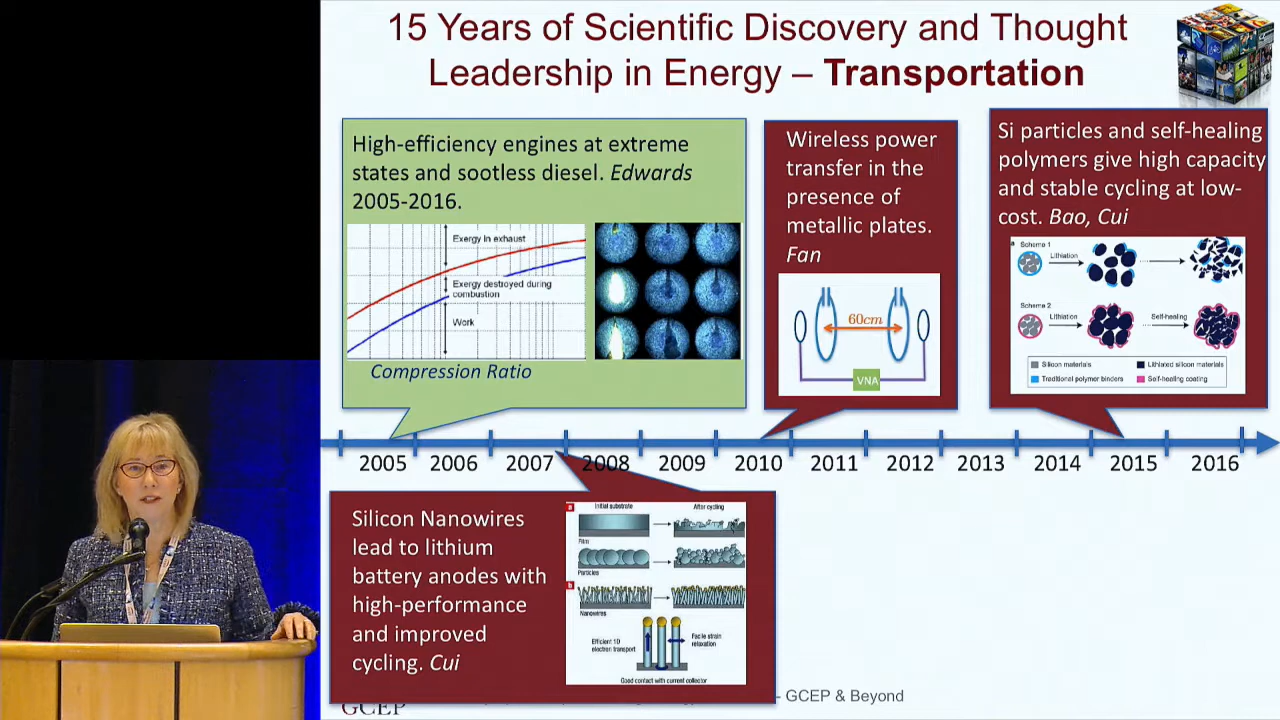 15 Years of Scientific Discovery and Thought
Leadership in Energy – Transportation
High-efficiency engines at extreme
states and sootless diesel. Edwards
2005-2016.
Exergy in exhaust
Exergy destroyed during
combustion
Work
Compression Ratio
Wireless power
transfer in the
presence of
metallic plates.
Fan
60cm
VNA
Si particles and self-healing
polymers give high capacity
and stable cycling at low-
cost. Bao, Cui
a
Scheme 1
Lithiation
Scheme 2
Lithiation
Self-healing
Silicon materials
Lithiated silicon materials
Traditional polymer binders
Self-healing coating
2005 2006 2007 2008 2009 2010 2011 2012 2013 2014 2015 2016
Silicon Nanowires
lead to lithium
battery anodes with
high-performance
and improved
cycling. Cui
a
Initial substrate
After cycling
Film
Particles
b
Nanowires
Efficient 1D
electron transport
Facile strain
relaxation
Good contact with current collector
GCEP
- GCEP & Beyond